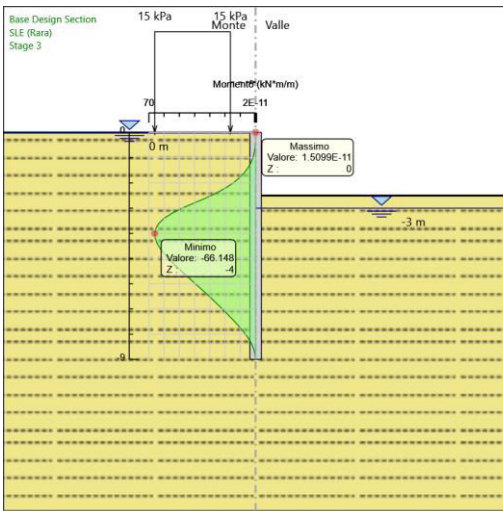 Base Design Section
SLE (Rara)
Stage 3
15 kPa
15 kPa
Monte
Valle
Momento (kN*m/m)
70
2E-11
0
0 m
Massimo
Valore: 1.5099E-11
Z : 0
-3 m
Minimo
Valore: -66.148
Z : -4
-9